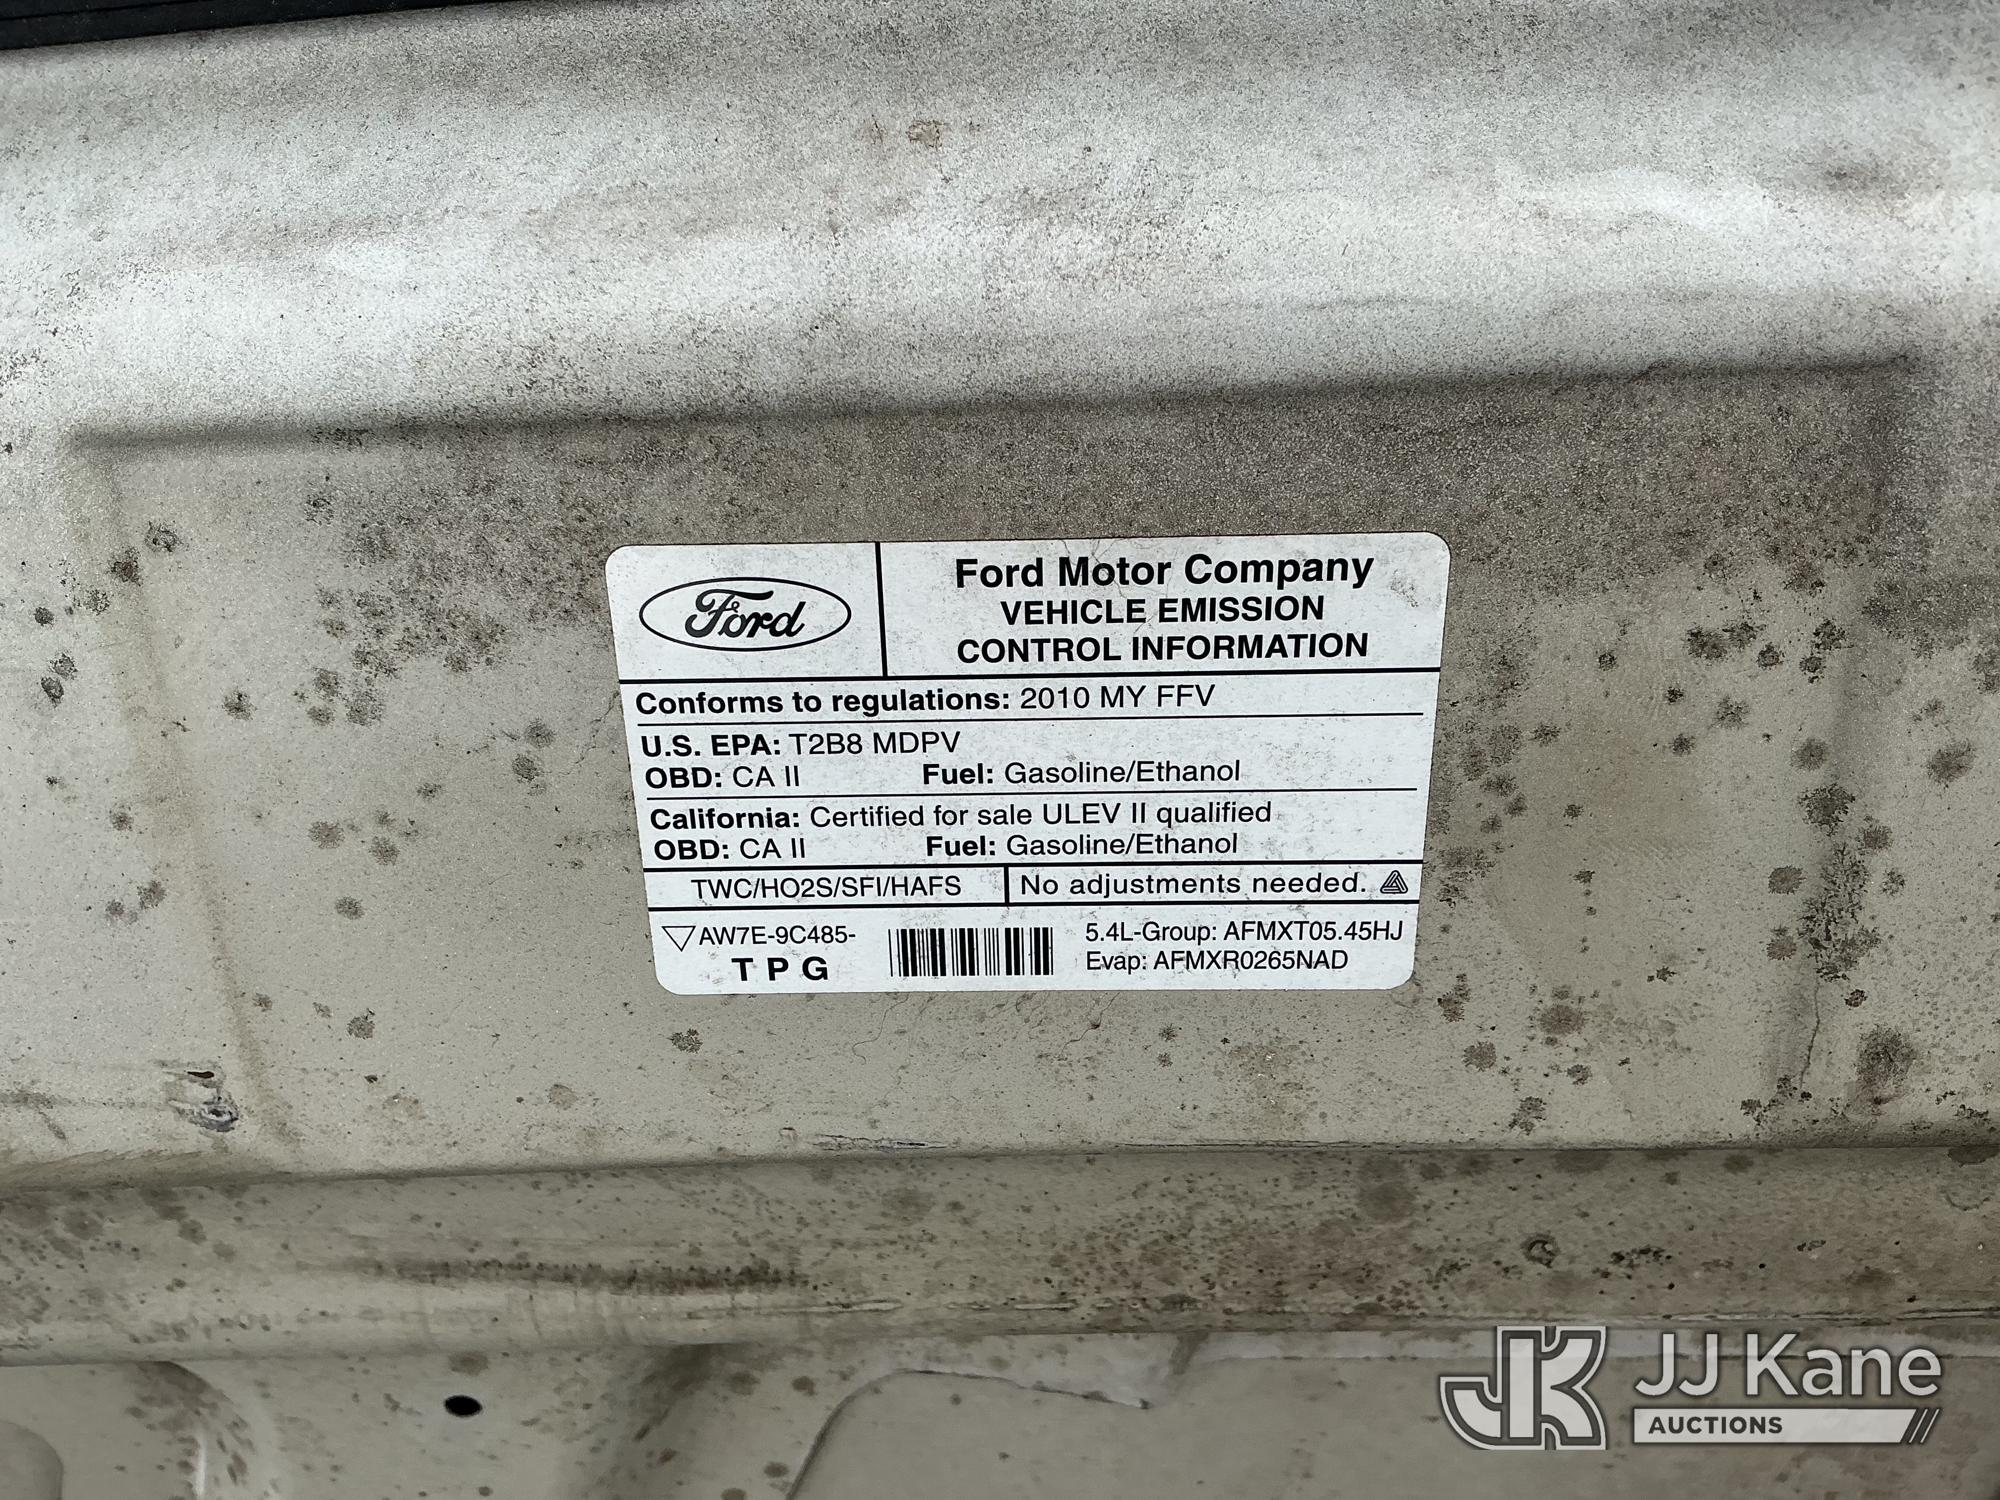 Ford
Ford Motor Company
VEHICLE EMISSION
CONTROL INFORMATION
Conforms to regulations: 2010 MY FFV
U.S. EPA: T2B8 MDPV
OBD: CA II Fuel: Gasoline/Ethanol
California: Certified for sale ULEV II qualified
OBD: CA II Fuel: Gasoline/Ethanol
TWC/HO2S/SFI/HAFS No adjustments needed.
AW7E-9C485-
T P G
5.4L-Group: AFMXT05.45HJ
Evap: AFMXR0265NAD
JK
JJ Kane
AUCTIONS